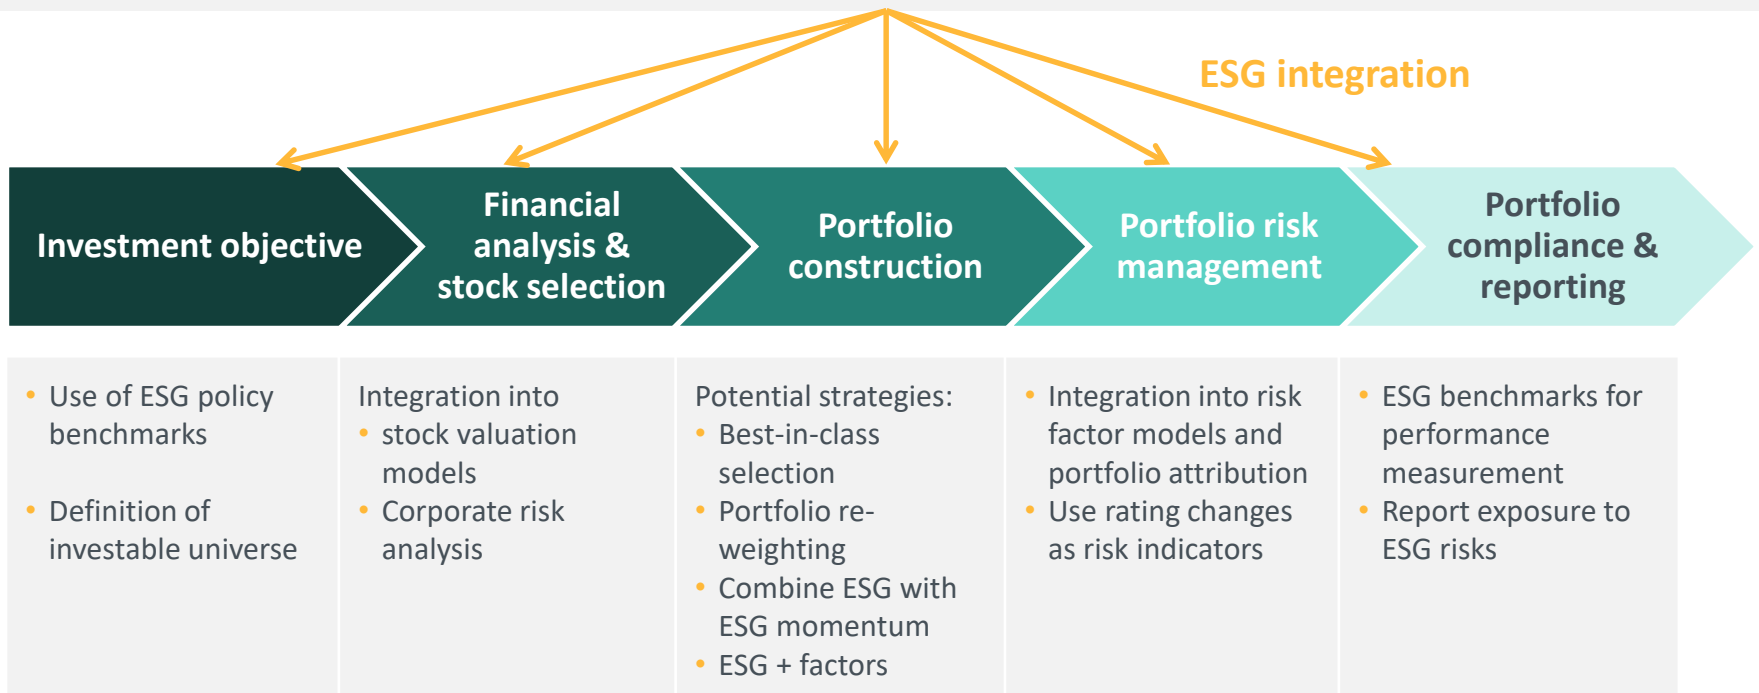 ESG integration
Investment objective
Financial
analysis &
stock selection
Portfolio
construction
Portfolio risk
management
Portfolio
compliance &
reporting
• Use of ESG policy
benchmarks
• Definition of
investable universe
Integration into
• stock valuation
models
• Corporate risk
analysis
Potential strategies:
• Best-in-class
selection
• Portfolio re-
weighting
• Combine ESG with
ESG momentum
• ESG + factors
• Integration into risk
factor models and
portfolio attribution
• Use rating changes
as risk indicators
• ESG benchmarks for
performance
measurement
• Report exposure to
ESG risks